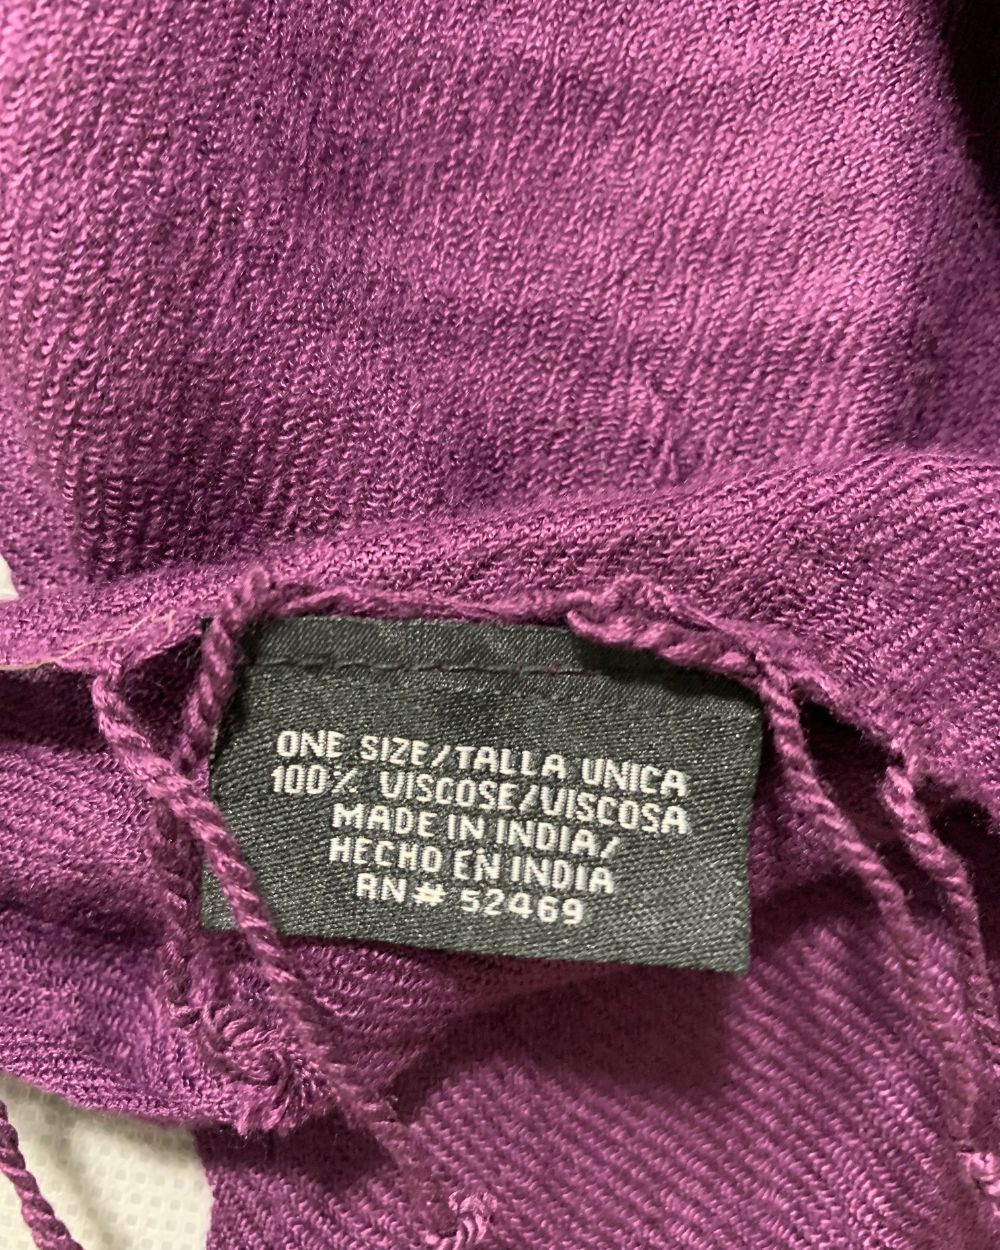 ONE SIZE/TALLA UNICA
100% VISCOSE/VISCOSA
MADE IN INDIA/
HECHO EN INDIA
RN# 52469